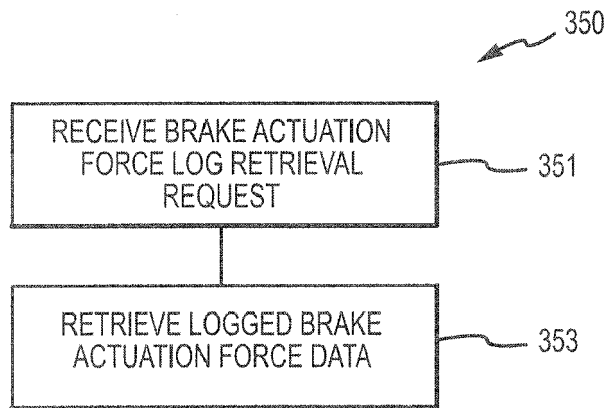 350
RECEIVE BRAKE ACTUATION
FORCE LOG RETRIEVAL
REQUEST
351
RETRIEVE LOGGED BRAKE
ACTUATION FORCE DATA
353